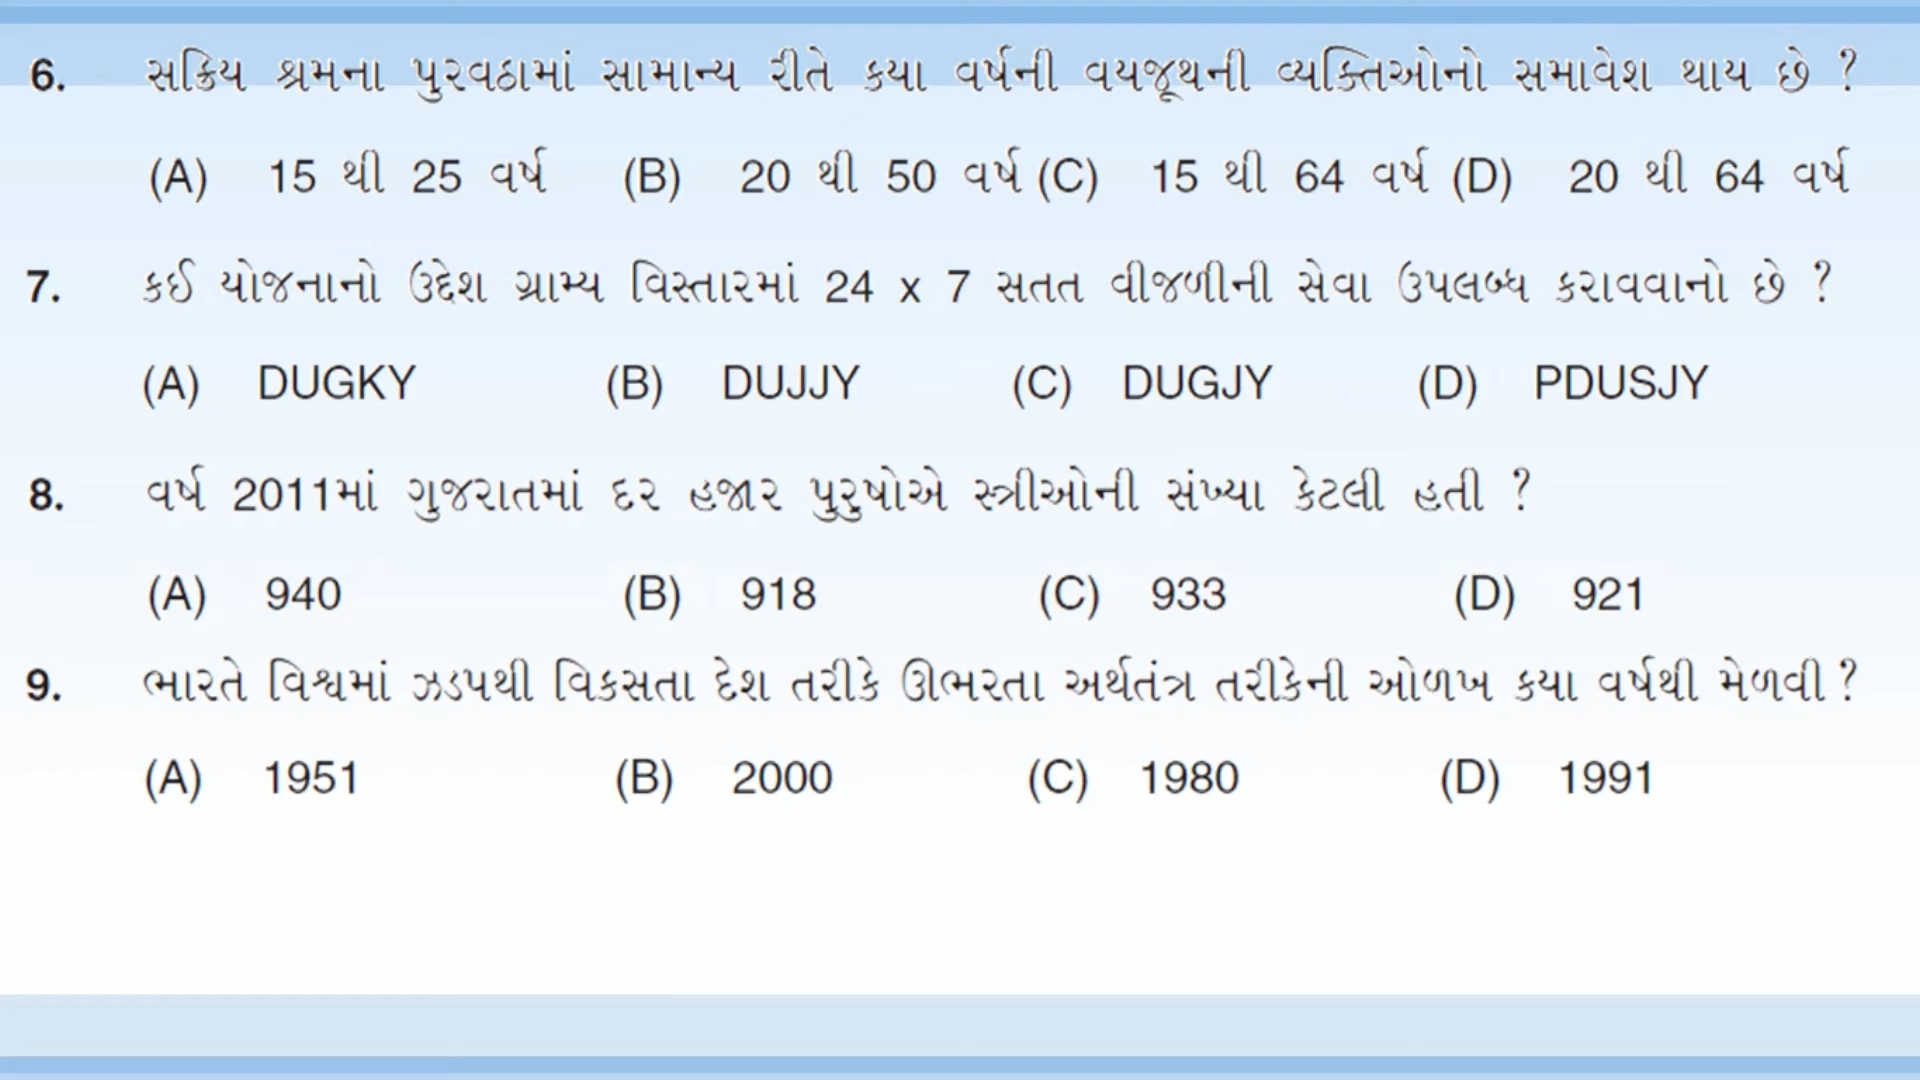 6. સક્રિય શ્રમના પુરવઠામાં સામાન્ય રીતે કયા વર્ષની વયજૂથની વ્યક્તિઓનો સમાવેશ થાય છે ?
(A) 15 થી 25 વર્ષ (B) 20 થી 50 વર્ષ (C) 15 થી 64 વર્ષ (D) 20 થી 64 વર્ષ
7. કઈ યોજનાનો ઉદ્દેશ ગ્રામ્ય વિસ્તારમાં 24 x 7 સતત વીજળીની સેવા ઉપલબ્ધ કરાવવાનો છે ?
(A) DUGKY (B) DUJJY (C) DUGJY (D) PDUSJY
8. વર્ષ 2011માં ગુજરાતમાં દર હજાર પુરુષોએ સ્ત્રીઓની સંખ્યા કેટલી હતી ?
(A) 940 (B) 918 (C) 933 (D) 921
9. ભારતે વિશ્વમાં ઝડપથી વિકસતા દેશ તરીકે ઊભરતા અર્થતંત્ર તરીકેની ઓળખ કયા વર્ષથી મેળવી ?
(A) 1951 (B) 2000 (C) 1980 (D) 1991